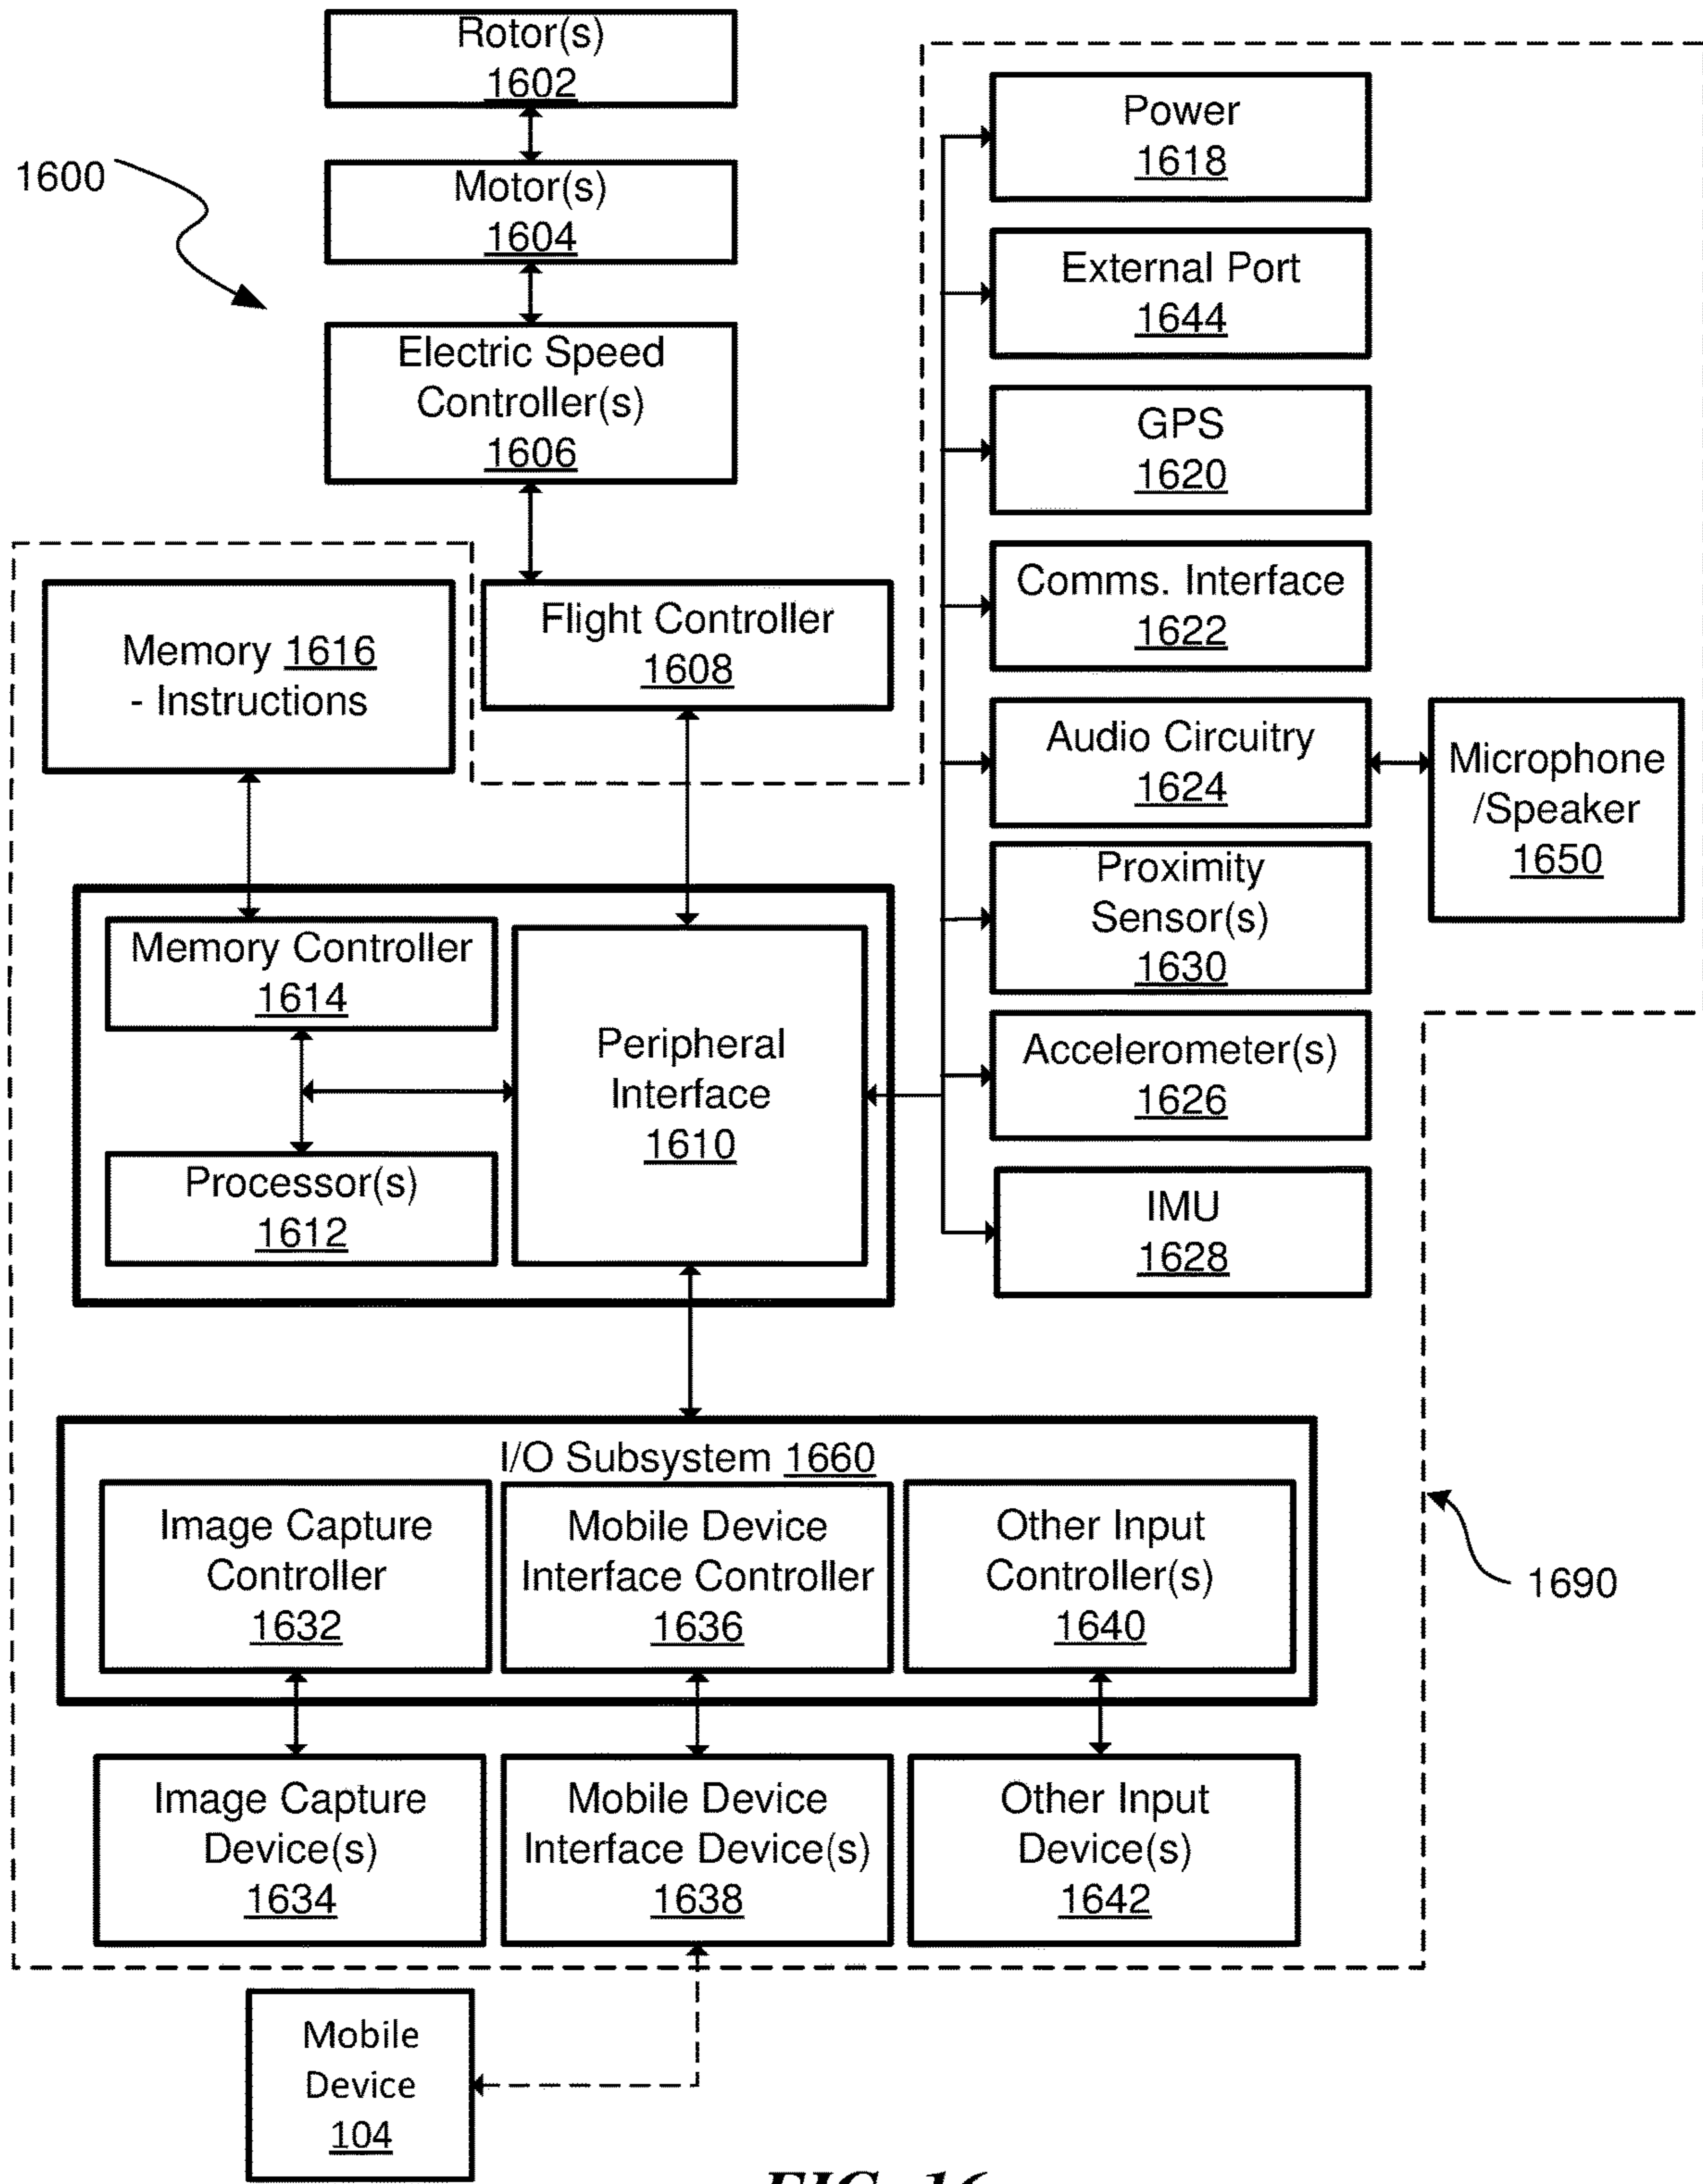 Rotor(s)
1602
1600
Motor(s)
1604
Electric Speed
Controller(s)
1606
Flight Controller
1608
Memory 1616
- Instructions
Memory Controller
1614
Processor(s)
1612
Peripheral
Interface
1610
Power
1618
External Port
1644
GPS
1620
Comms. Interface
1622
Audio Circuitry
1624
Microphone
/Speaker
1650
Proximity
Sensor(s)
1630
Accelerometer(s)
1626
IMU
1628
I/O Subsystem 1660
Image Capture
Controller
1632
Mobile Device
Interface Controller
1636
Other Input
Controller(s)
1640
1690
Image Capture
Device(s)
1634
Mobile Device
Interface Device(s)
1638
Other Input
Device(s)
1642
Mobile
Device
104
FIG. 16